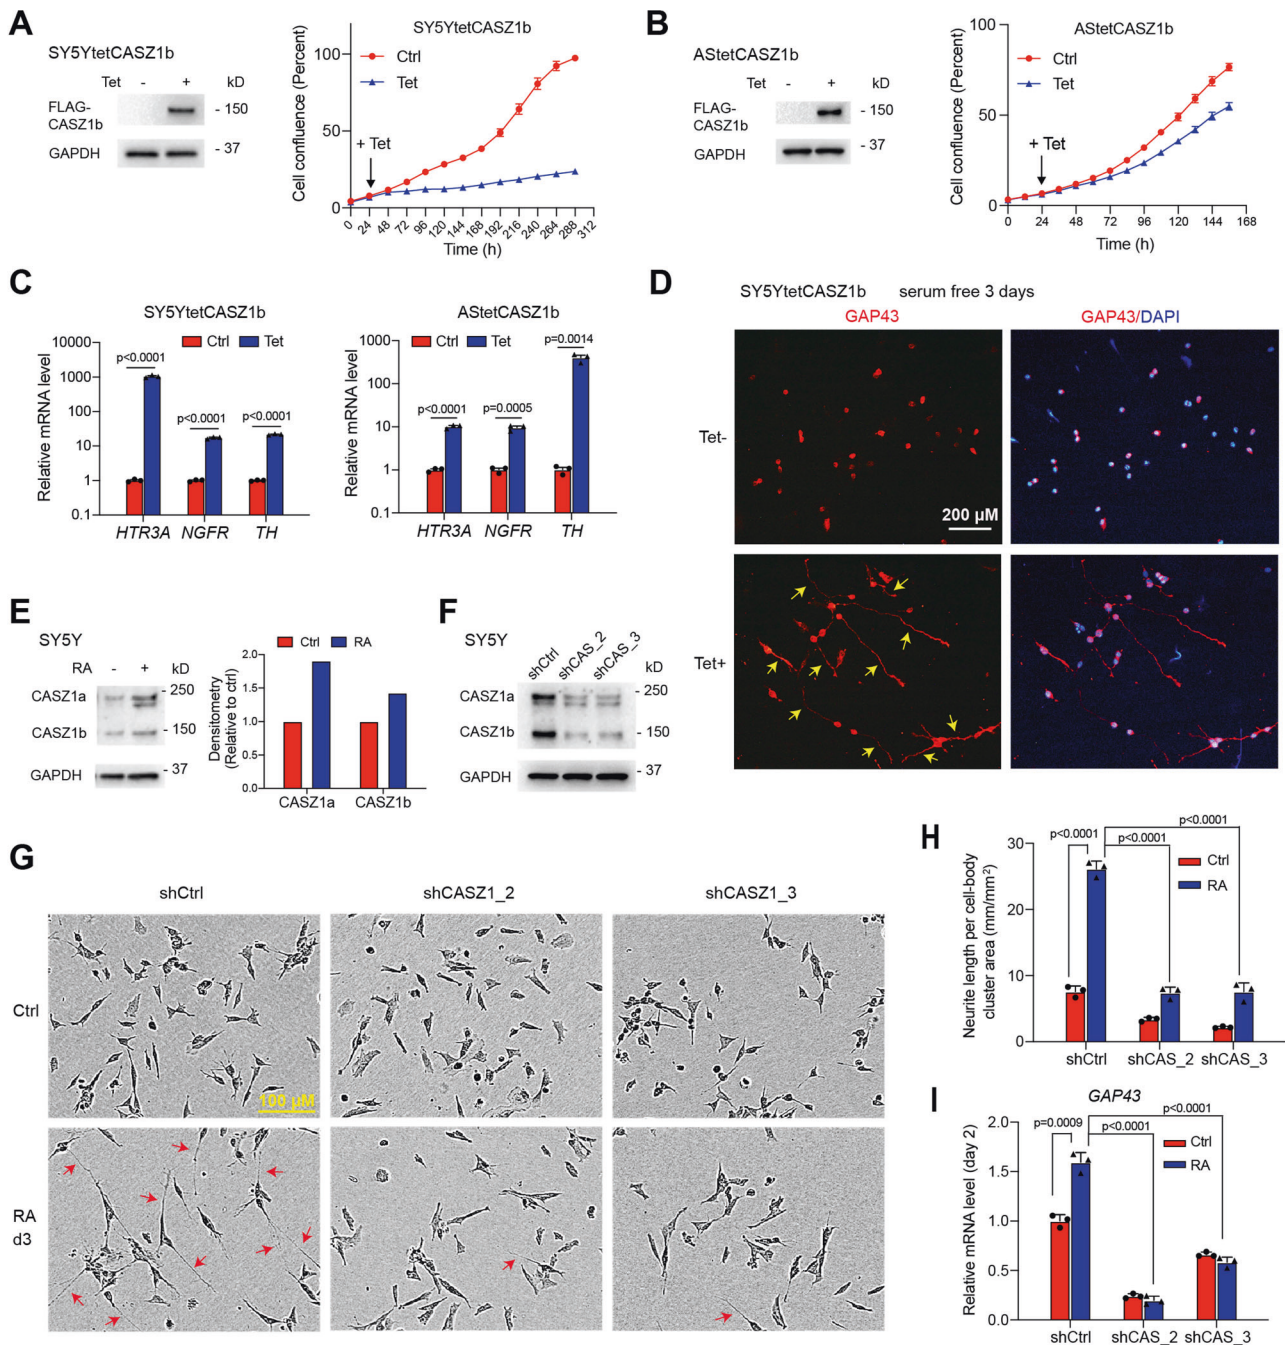 A
SY5YtetCASZ1b
Tet - + kD
FLAG-
CASZ1b
- 150
GAPDH
- 37
SY5YtetCASZ1b
Cell confluence (Percent)
100
50
0
Ctrl
Tet
+ Tet
0 24 48 72 96 120 144 168 192 216 240 264 288 312
Time (h)
B
AStetCASZ1b
Tet - + kD
FLAG-
CASZ1b
- 150
GAPDH
- 37
AStetCASZ1b
Cell confluence (Percent)
100
50
0
Ctrl
Tet
+ Tet
0 24 48 72 96 120 144 168
Time (h)
C
SY5YtetCASZ1b
Ctrl Tet
Relative mRNA level
10000
1000
100
10
1
0.1
p<0.0001
p<0.0001
p<0.0001
HTR3A NGFR TH
AStetCASZ1b
Ctrl Tet
Relative mRNA level
1000
100
10
1
0.1
p<0.0001
p=0.0005
p=0.0014
HTR3A NGFR TH
D
SY5YtetCASZ1b serum free 3 days
GAP43 GAP43/DAPI
Tet-
200 µM
Tet+
E
SY5Y
RA - + kD
CASZ1a
- 250
CASZ1b
- 150
GAPDH
- 37
Ctrl RA
Densitometry
(Relative to ctrl)
2.0
1.5
1.0
0.5
0.0
CASZ1a CASZ1b
F
SY5Y
shCtrl shCAS_2 shCAS_3 kD
CASZ1a
- 250
CASZ1b
- 150
GAPDH
- 37
G
shCtrl shCASZ1_2 shCASZ1_3
Ctrl
100 µM
RA
d3
H
Neurite length per cell-body
cluster area (mm/mm²)
30
20
10
0
p<0.0001
p<0.0001
p<0.0001
Ctrl
RA
shCtrl shCAS_2 shCAS_3
I
GAP43
Relative mRNA level (day 2)
2.0
1.5
1.0
0.5
0.0
p=0.0009
p<0.0001
p<0.0001
Ctrl
RA
shCtrl shCAS_2 shCAS_3